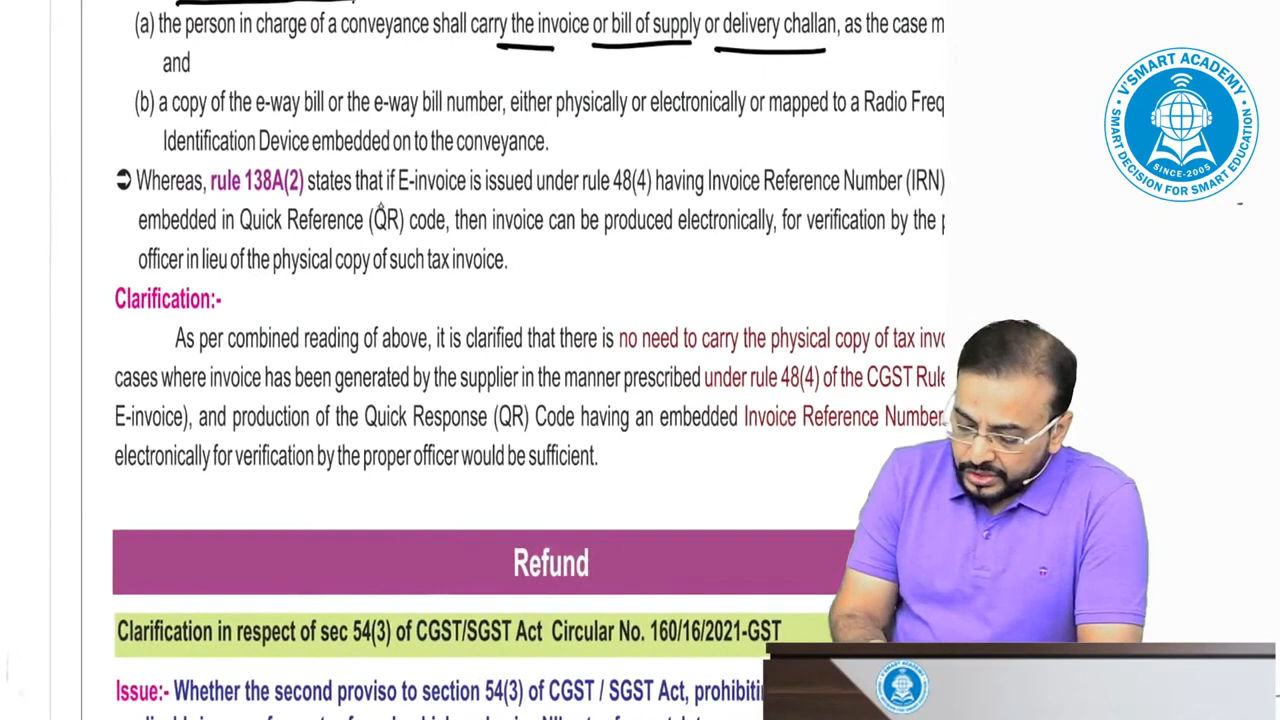 (a) the person in charge of a conveyance shall carry the invoice or bill of supply or delivery challan, as the case
and
(b) a copy of the e-way bill or the e-way bill number, either physically or electronically or mapped to a Radio
Identification Device embedded on to the conveyance.
➲ Whereas, rule 138A(2) states that if E-invoice is issued under rule 48(4) having Invoice Reference Number (IRN)
embedded in Quick Reference (QR) code, then invoice can be produced electronically, for verification by the
officer in lieu of the physical copy of such tax invoice.
Clarification:-
As per combined reading of above, it is clarified that there is no need to carry the physical copy of tax
cases where invoice has been generated by the supplier in the manner prescribed under rule 48(4) of the CGST
E-invoice), and production of the Quick Response (QR) Code having an embedded Invoice Reference Number
electronically for verification by the proper officer would be sufficient.
Refund
Clarification in respect of sec 54(3) of CGST/SGST Act Circular No. 160/16/2021-GST
Issue:- Whether the second proviso to section 54(3) of CGST / SGST Act,
V'SMART ACADEMY
SINCE-2005
SMART DECISION FOR SMART EDUCATION